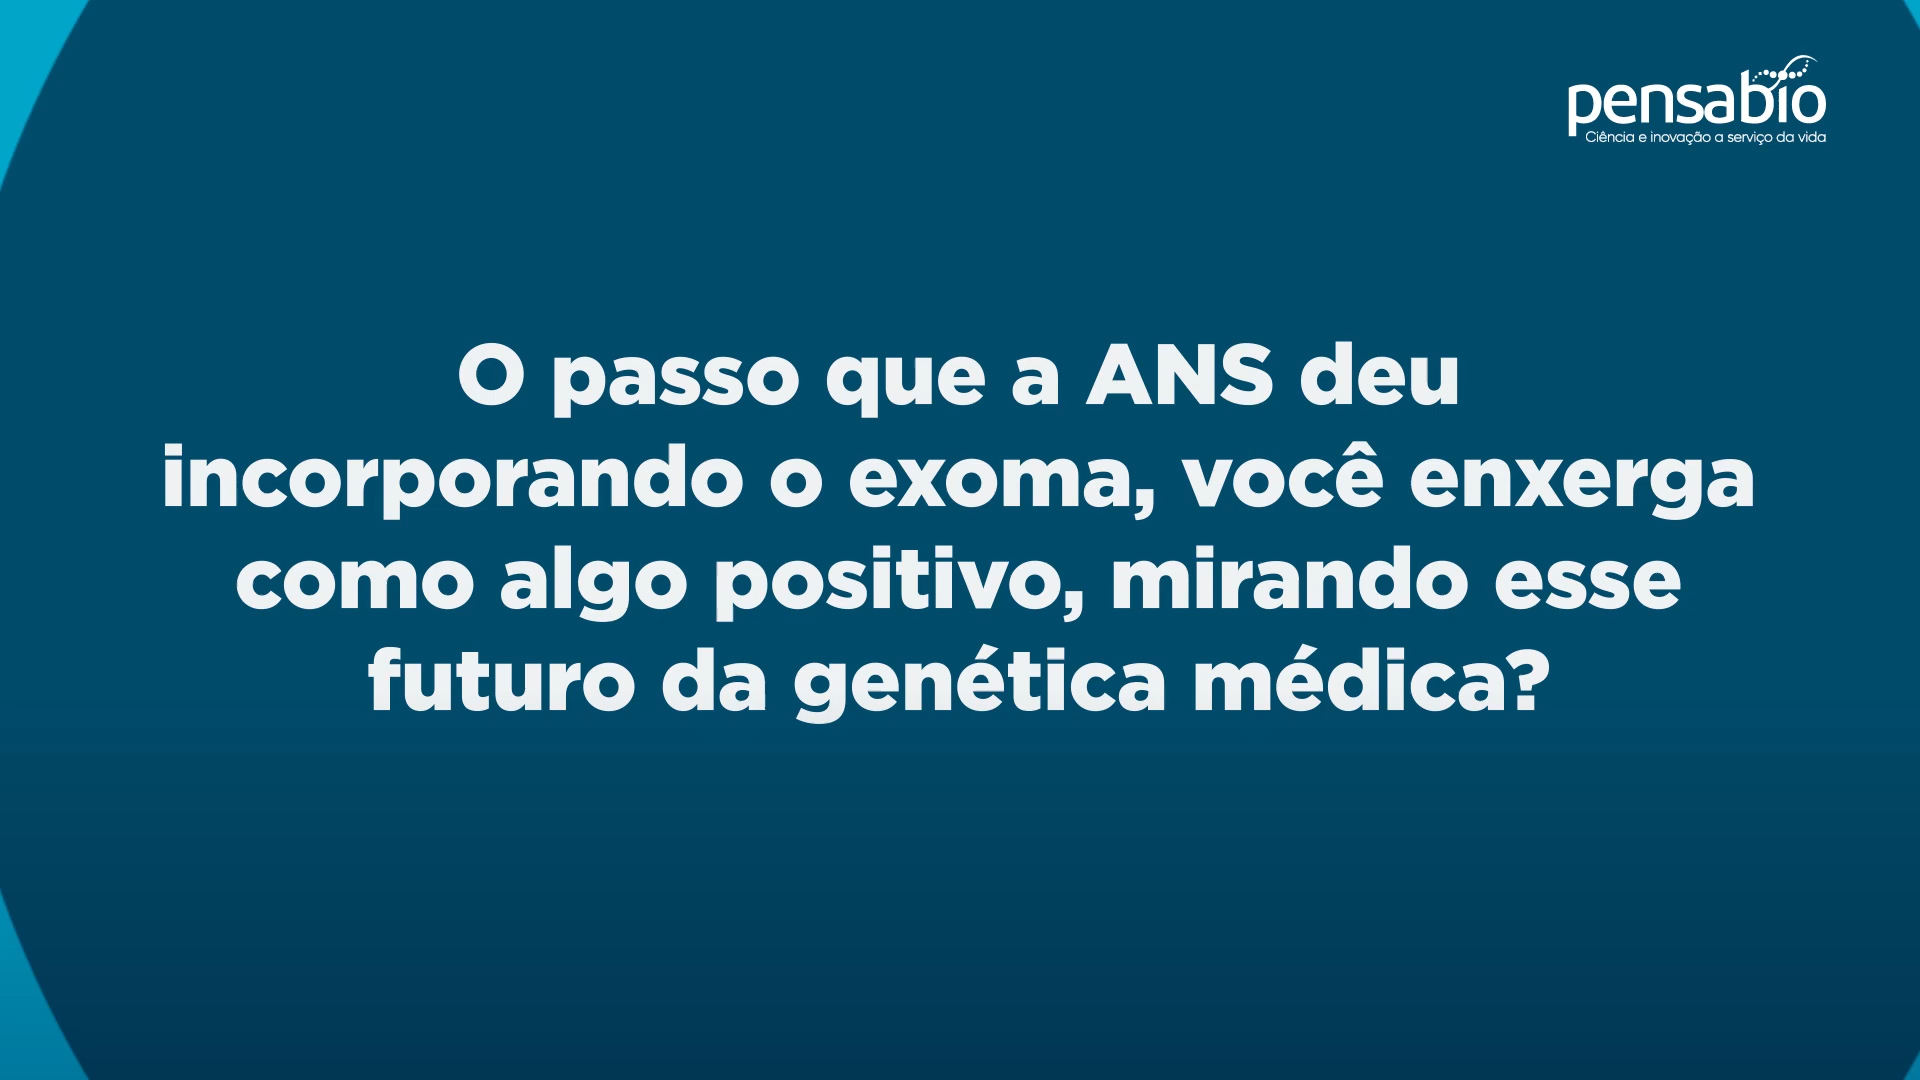 pensabio
Ciência e inovação a serviço da vida
O passo que a ANS deu
incorporando o exoma, você enxerga
como algo positivo, mirando esse
futuro da genética médica?